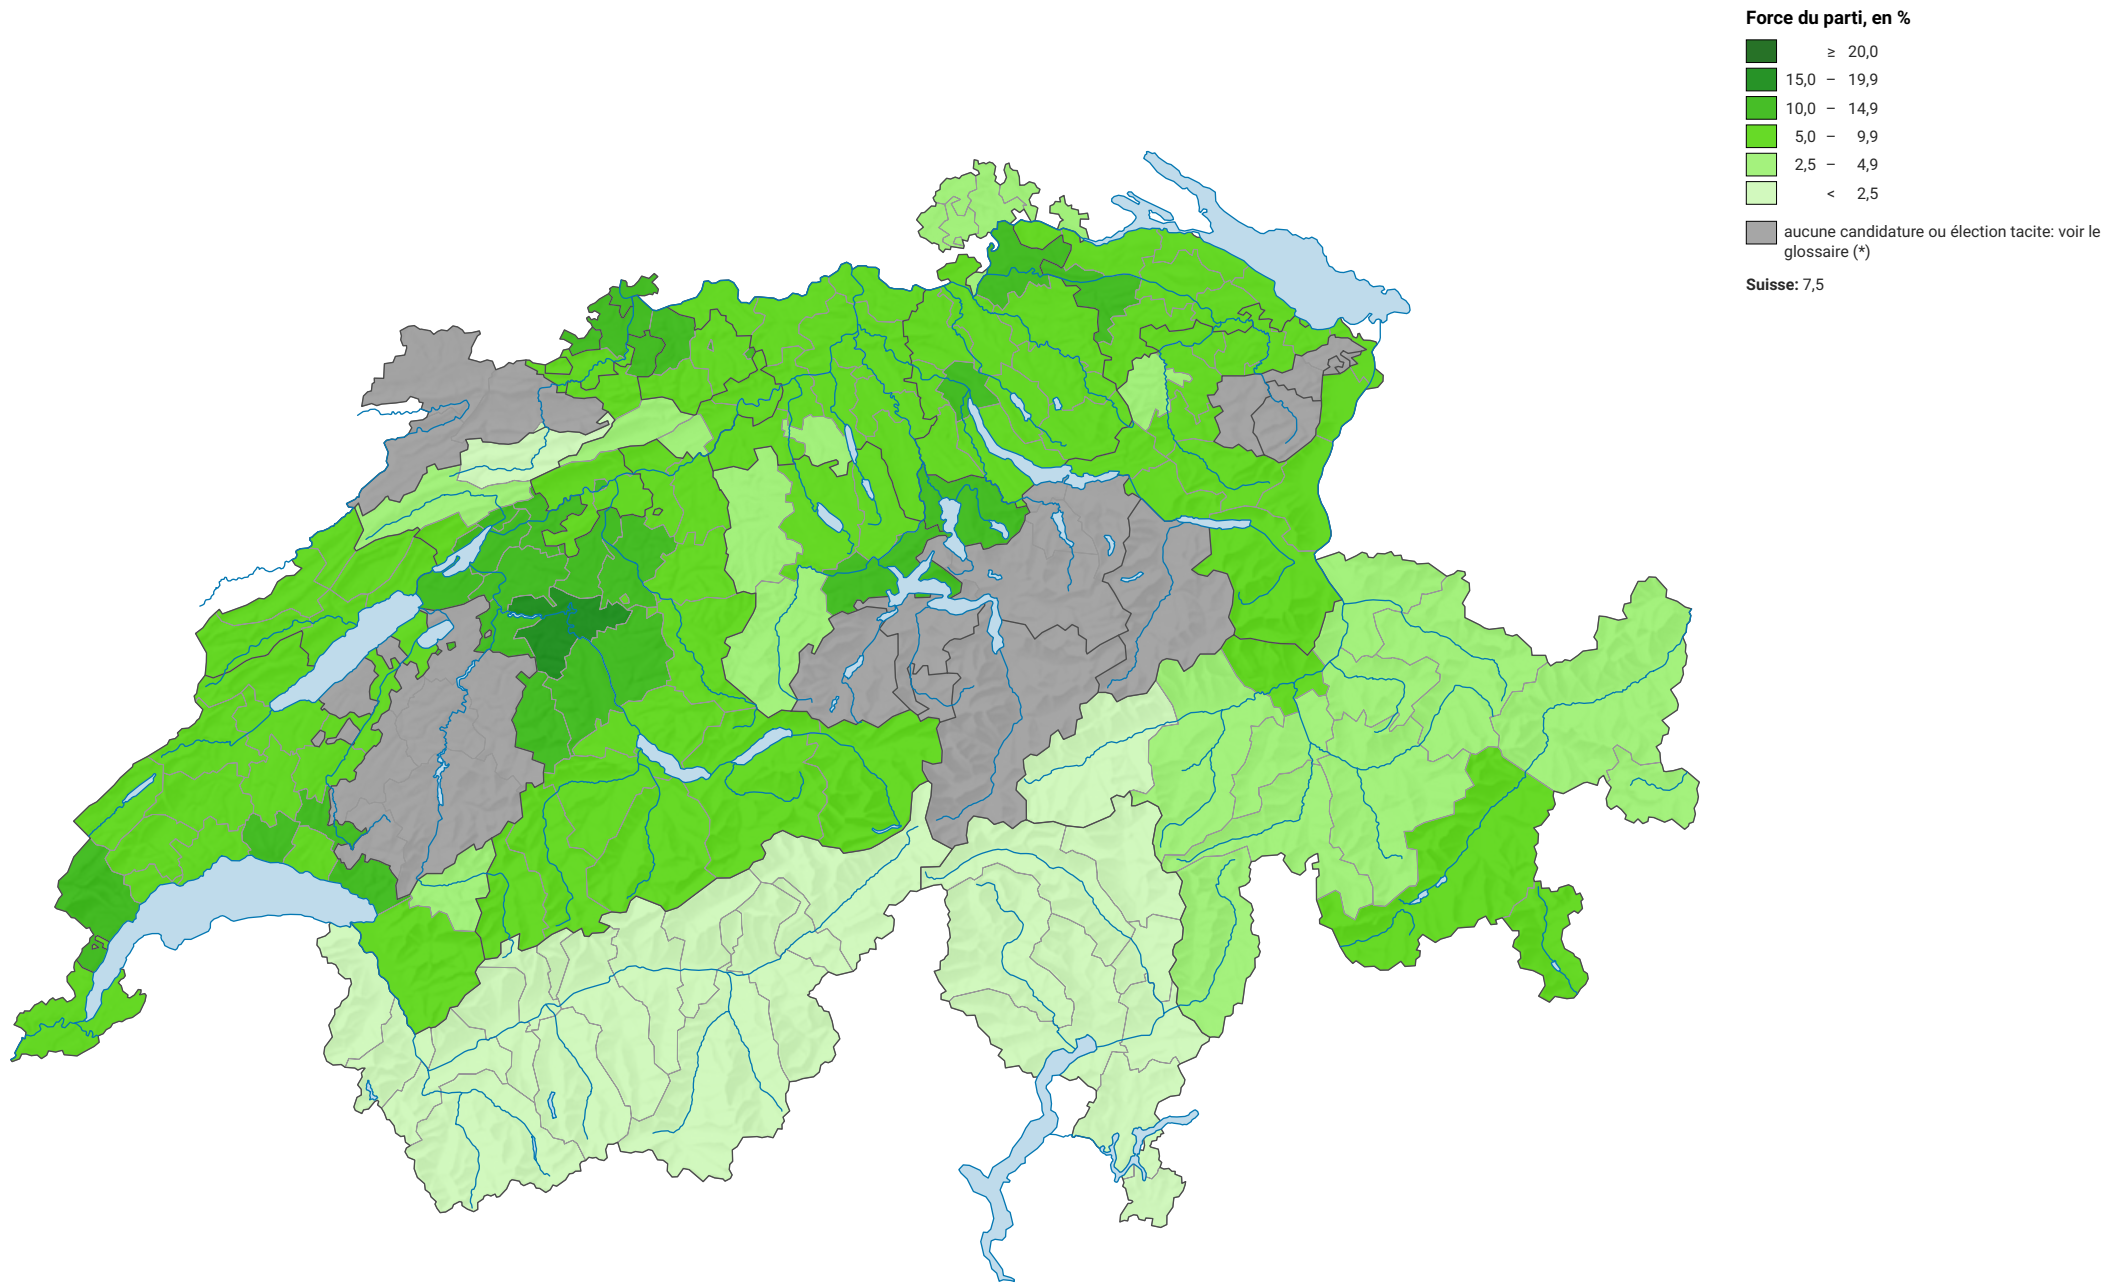 Force du parti, en %
≥ 20,0
15,0 – 19,9
10,0 – 14,9
5,0 – 9,9
2,5 – 4,9
< 2,5
aucune candidature ou élection tacite: voir le
glossaire (*)
Suisse: 7,5